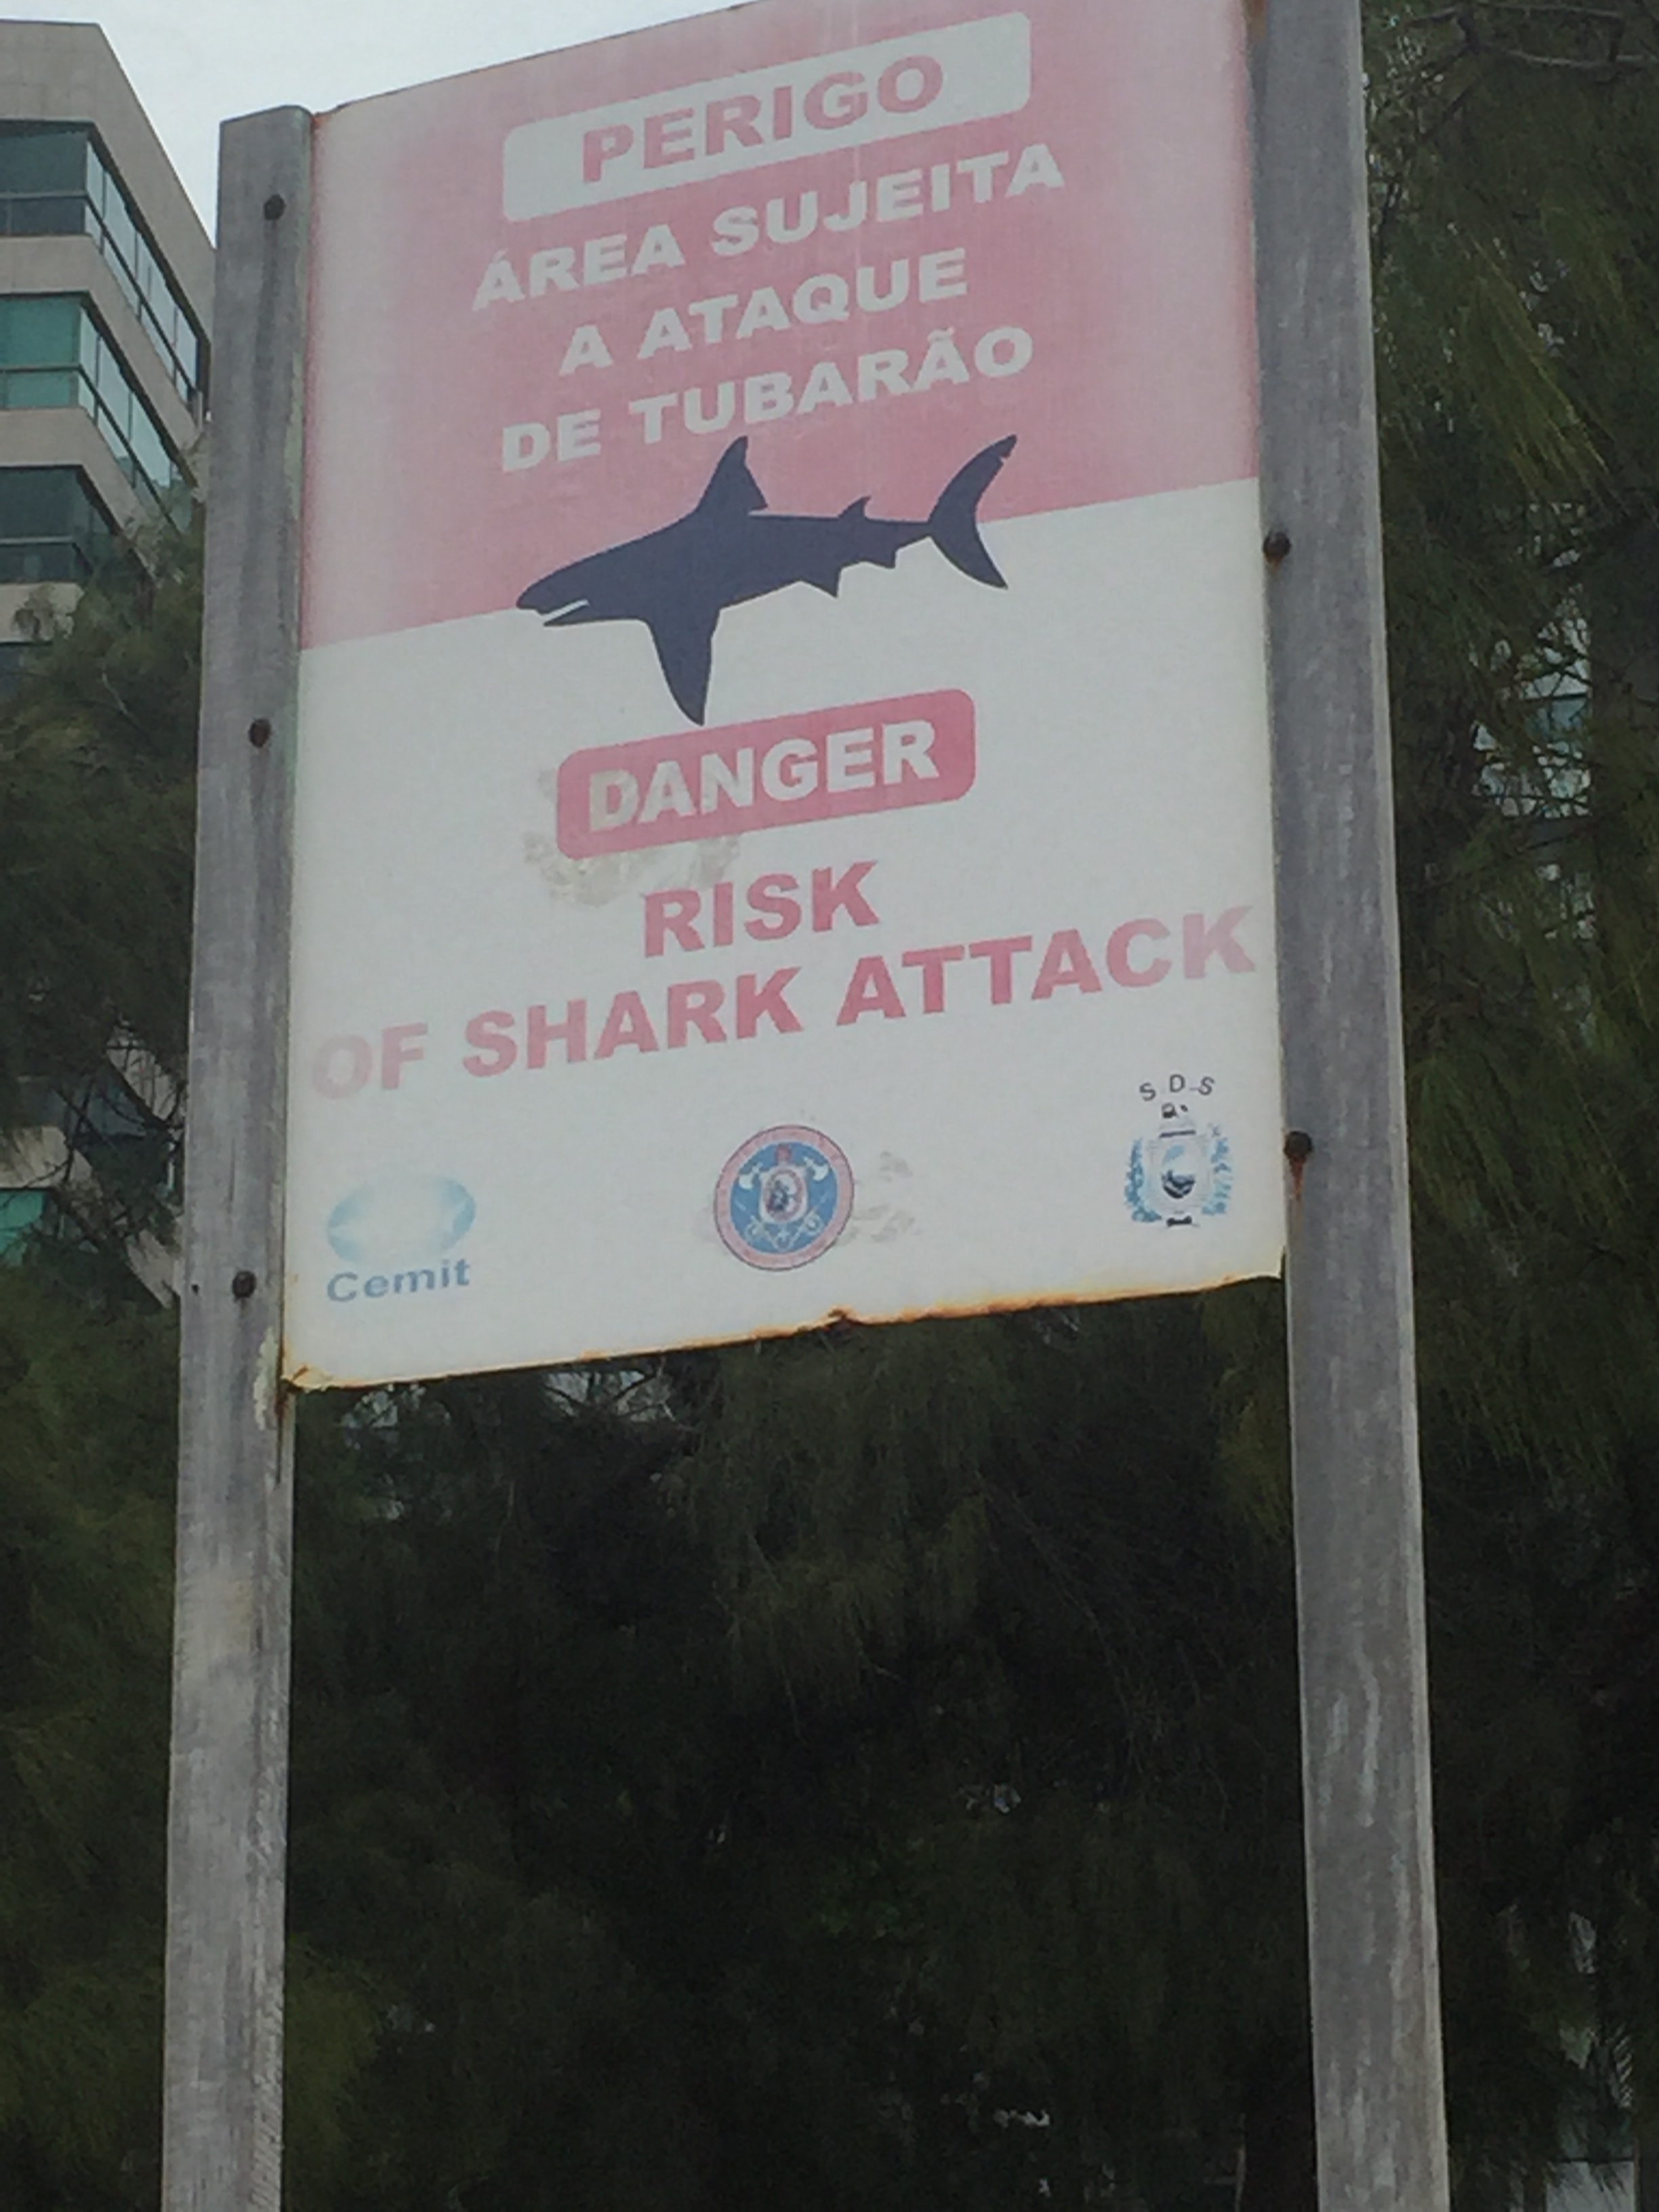 PERIGO
ÁREA SUJEITA
A ATAQUE
DE TUBARÃO
DANGER
RISK
OF SHARK ATTACK
S D S
Cemit